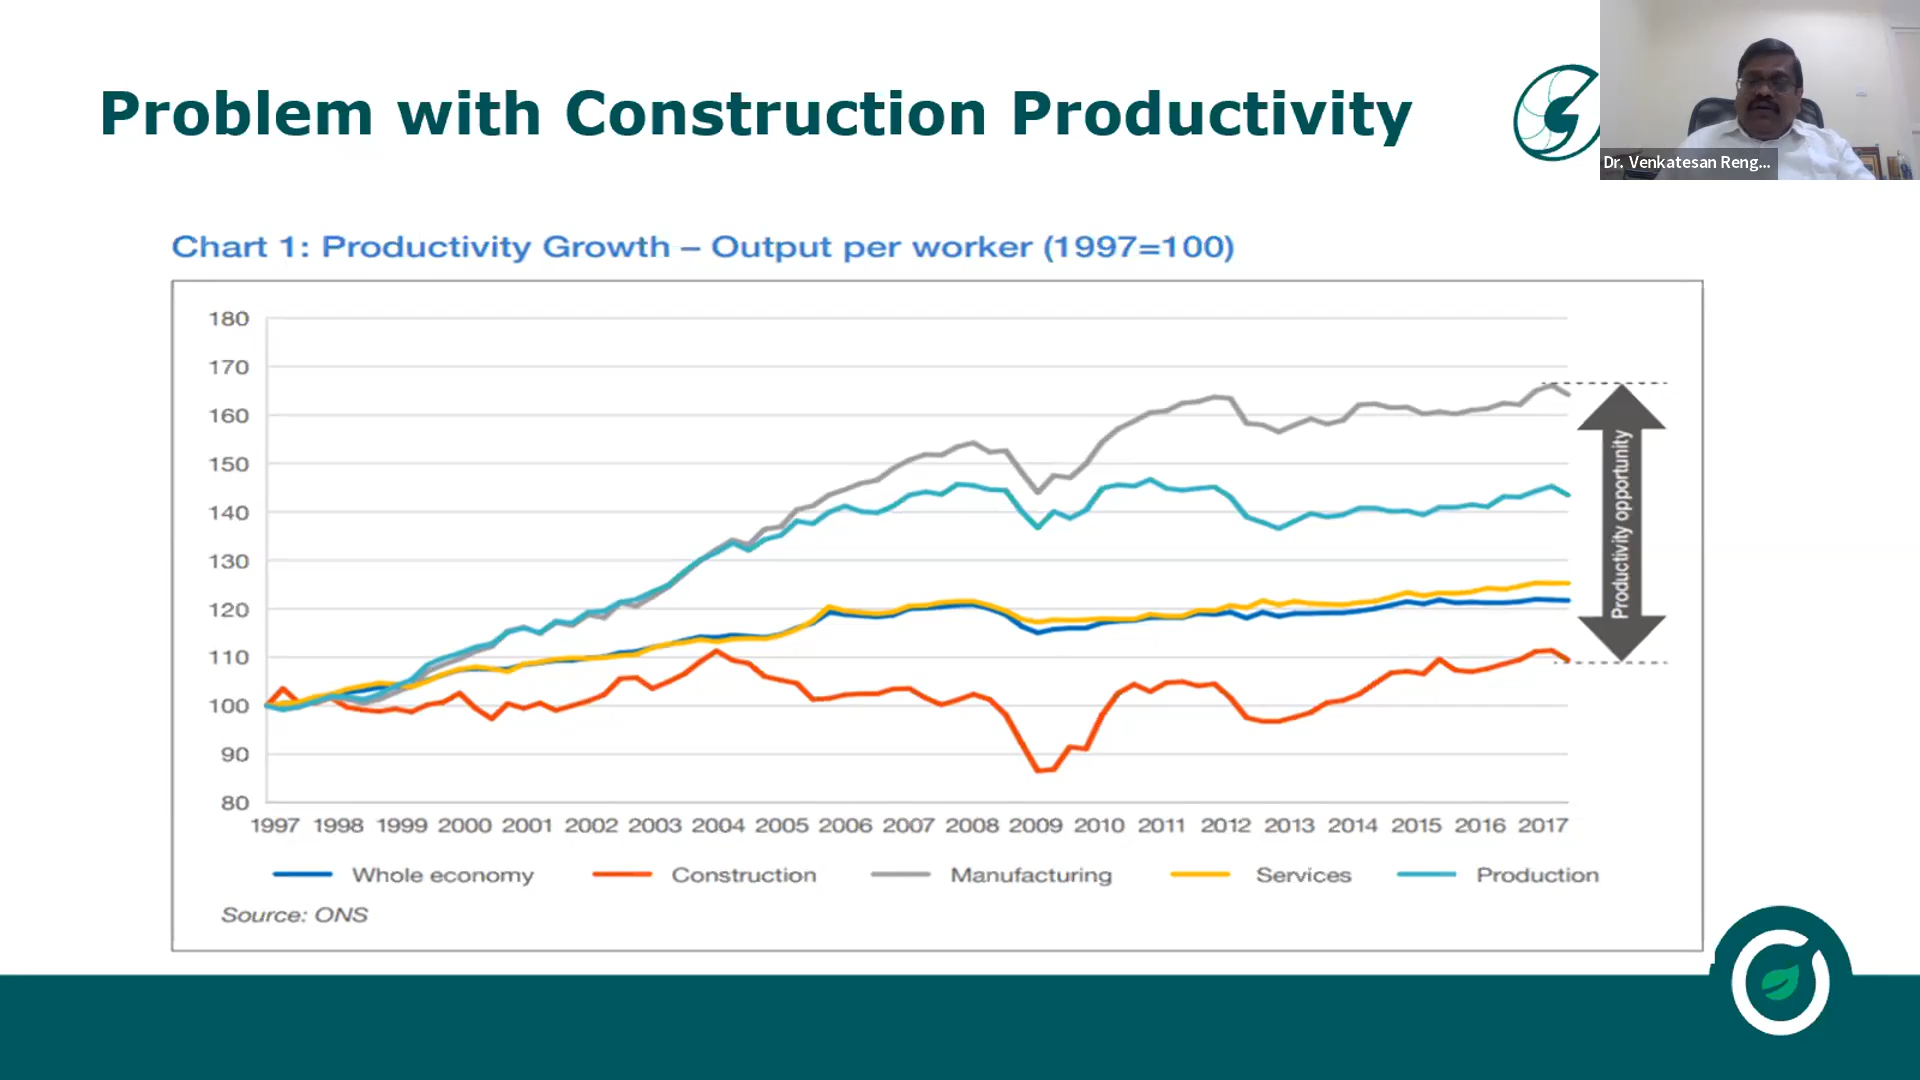 Problem with Construction Productivity
Dr. Venkatesan Reng...
Chart 1: Productivity Growth – Output per worker (1997=100)
180
170
160
150
140
130
120
110
100
90
80
Productivity opportunity
1997 1998 1999 2000 2001 2002 2003 2004 2005 2006 2007 2008 2009 2010 2011 2012 2013 2014 2015 2016 2017
Whole economy Construction Manufacturing Services Production
Source: ONS